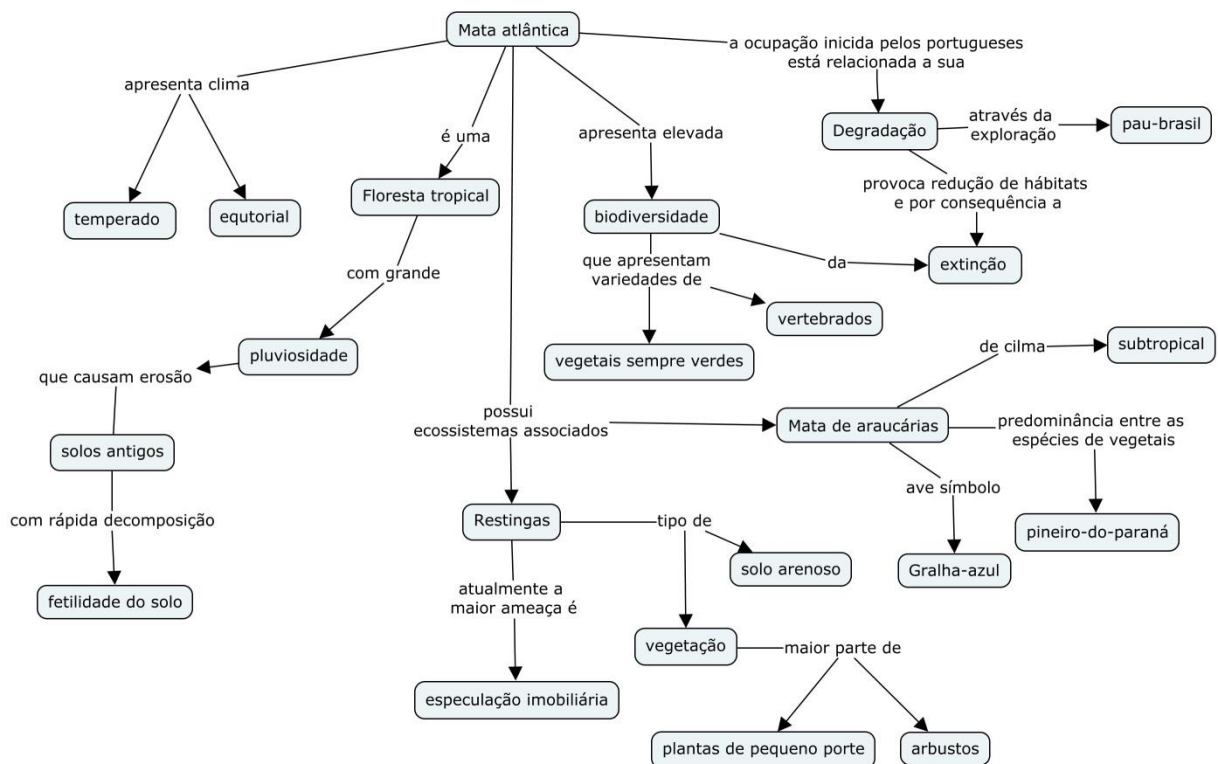 Mata atlântica
a ocupação inicida pelos portugueses
está relacionada a sua
apresenta clima
é uma
apresenta elevada
Degradação
através da
exploração
pau-brasil
temperado
equtorial
Floresta tropical
biodiversidade
provoca redução de hábitats
e por consequência a
com grande
que apresentam
variedades de
da
extinção
vertebrados
pluviosidade
vegetais sempre verdes
que causam erosão
de cilma
subtropical
possui
ecossistemas associados
Mata de araucárias
predominância entre as
espécies de vegetais
solos antigos
ave símbolo
com rápida decomposição
Restingas
tipo de
pineiro-do-paraná
solo arenoso
Gralha-azul
fetilidade do solo
atualmente a
maior ameaça é
vegetação
maior parte de
especulação imobiliária
plantas de pequeno porte
arbustos